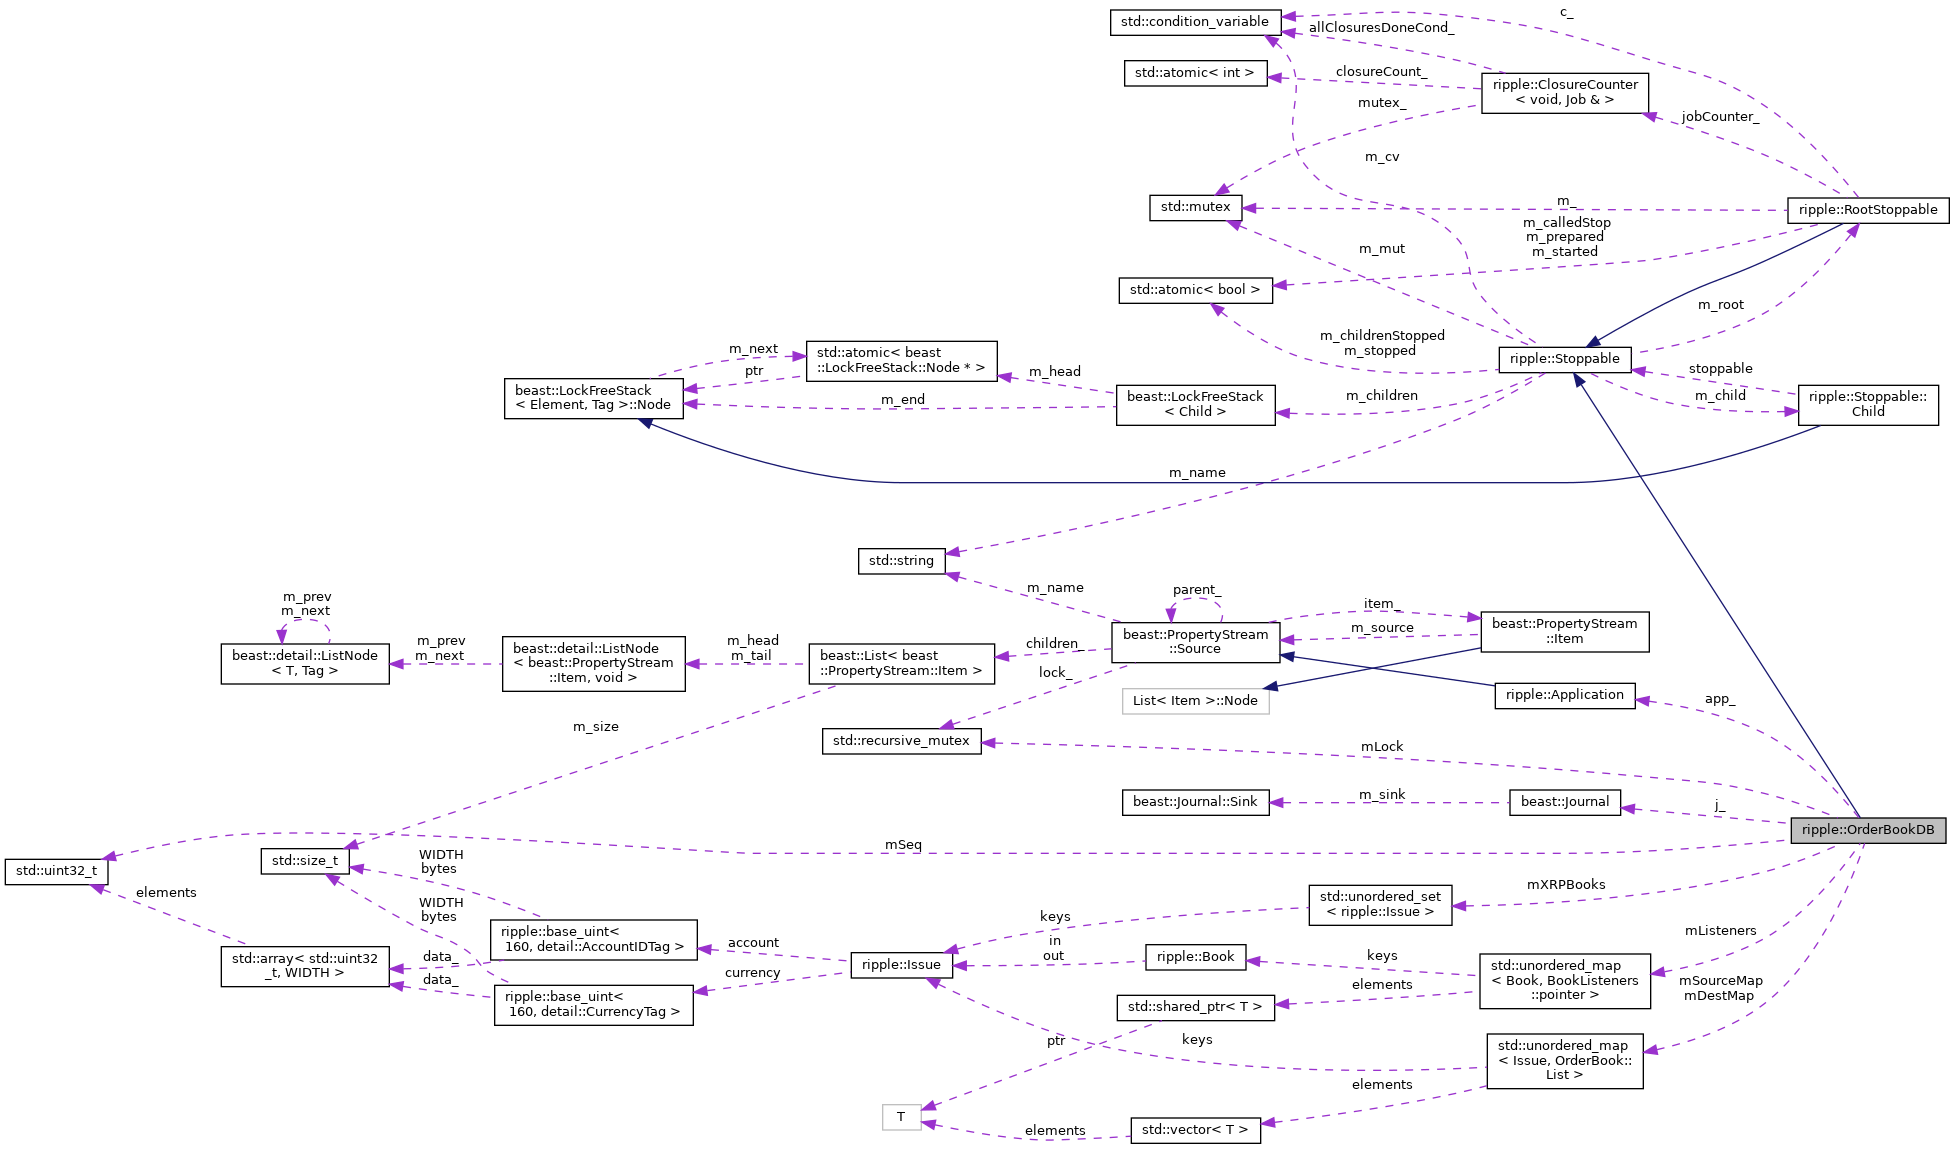 c_
std::condition_variable
allClosuresDoneCond_
std::atomic< int >
closureCount_
ripple::ClosureCounter
< void, Job & >
mutex_
jobCounter_
m_cv
std::mutex
m_
ripple::RootStoppable
m_calledStop
m_prepared
m_started
m_mut
std::atomic< bool >
m_root
m_childrenStopped
m_stopped
m_next
std::atomic< beast
::LockFreeStack::Node * >
ripple::Stoppable
ptr
m_head
stoppable
beast::LockFreeStack
< Element, Tag >::Node
m_end
beast::LockFreeStack
< Child >
m_children
m_child
ripple::Stoppable::
Child
m_name
std::string
m_name
parent_
item_
m_prev
m_next
beast::PropertyStream
::Source
m_source
beast::PropertyStream
::Item
beast::detail::ListNode
< T, Tag >
m_prev
m_next
beast::detail::ListNode
< beast::PropertyStream
::Item, void >
m_head
m_tail
beast::List< beast
::PropertyStream::Item >
children_
lock_
List< Item >::Node
ripple::Application
app_
m_size
std::recursive_mutex
mLock
beast::Journal::Sink
m_sink
beast::Journal
j_
ripple::OrderBookDB
mSeq
std::uint32_t
std::size_t
WIDTH
bytes
elements
WIDTH
bytes
std::unordered_set
< ripple::Issue >
mXRPBooks
keys
ripple::base_uint<
160, detail::AccountIDTag >
account
in
out
mListeners
std::array< std::uint32
_t, WIDTH >
data_
data_
ripple::Issue
ripple::Book
keys
std::unordered_map
< Book, BookListeners
::pointer >
currency
elements
mSourceMap
mDestMap
ripple::base_uint<
160, detail::CurrencyTag >
std::shared_ptr< T >
ptr
keys
std::unordered_map
< Issue, OrderBook::
List >
elements
T
elements
std::vector< T >